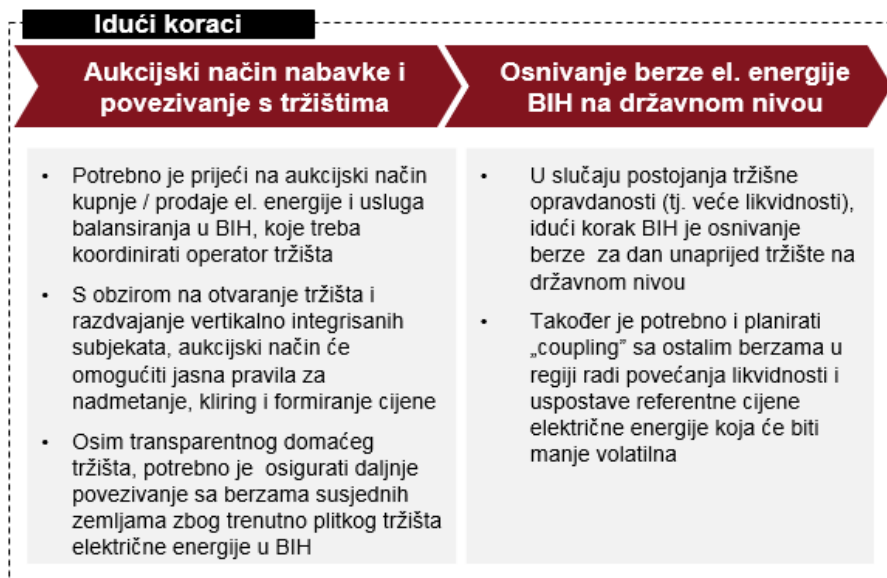 Idući koraci
Aukcijski način nabavke i
povezivanje s tržištima
• Potrebno je prijeći na aukcijski način
kupnje / prodaje el. energije i usluga
balansiranja u BIH, koje treba
koordinirati operator tržišta
• S obzirom na otvaranje tržišta i
razdvajanje vertikalno integrisanih
subjekata, aukcijski način će
omogućiti jasna pravila za
nadmetanje, kliring i formiranje cijene
• Osim transparentnog domaćeg
tržišta, potrebno je osigurati daljnje
povezivanje sa berzama susjednih
zemljama zbog trenutno plitkog tržišta
električne energije u BIH
Osnivanje berze el. energije
BIH na državnom nivou
• U slučaju postojanja tržišne
opravdanosti (tj. veće likvidnosti),
idući korak BIH je osnivanje
berze za dan unaprijed tržište na
državnom nivou
• Također je potrebno i planirati
„coupling” sa ostalim berzama u
regiji radi povećanja likvidnosti i
uspostave referentne cijene
električne energije koja će biti
manje volatilna